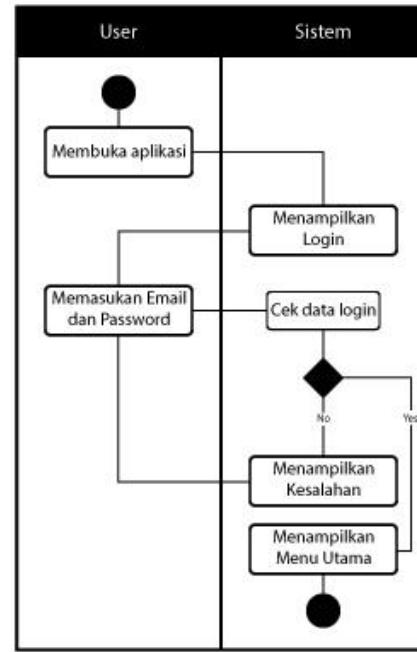 User
Sistem
Membuka aplikasi
Menampilkan
Login
Memasukan Email
dan Password
Cek data login
No
Yes
Menampilkan
Kesalahan
Menampilkan
Menu Utama